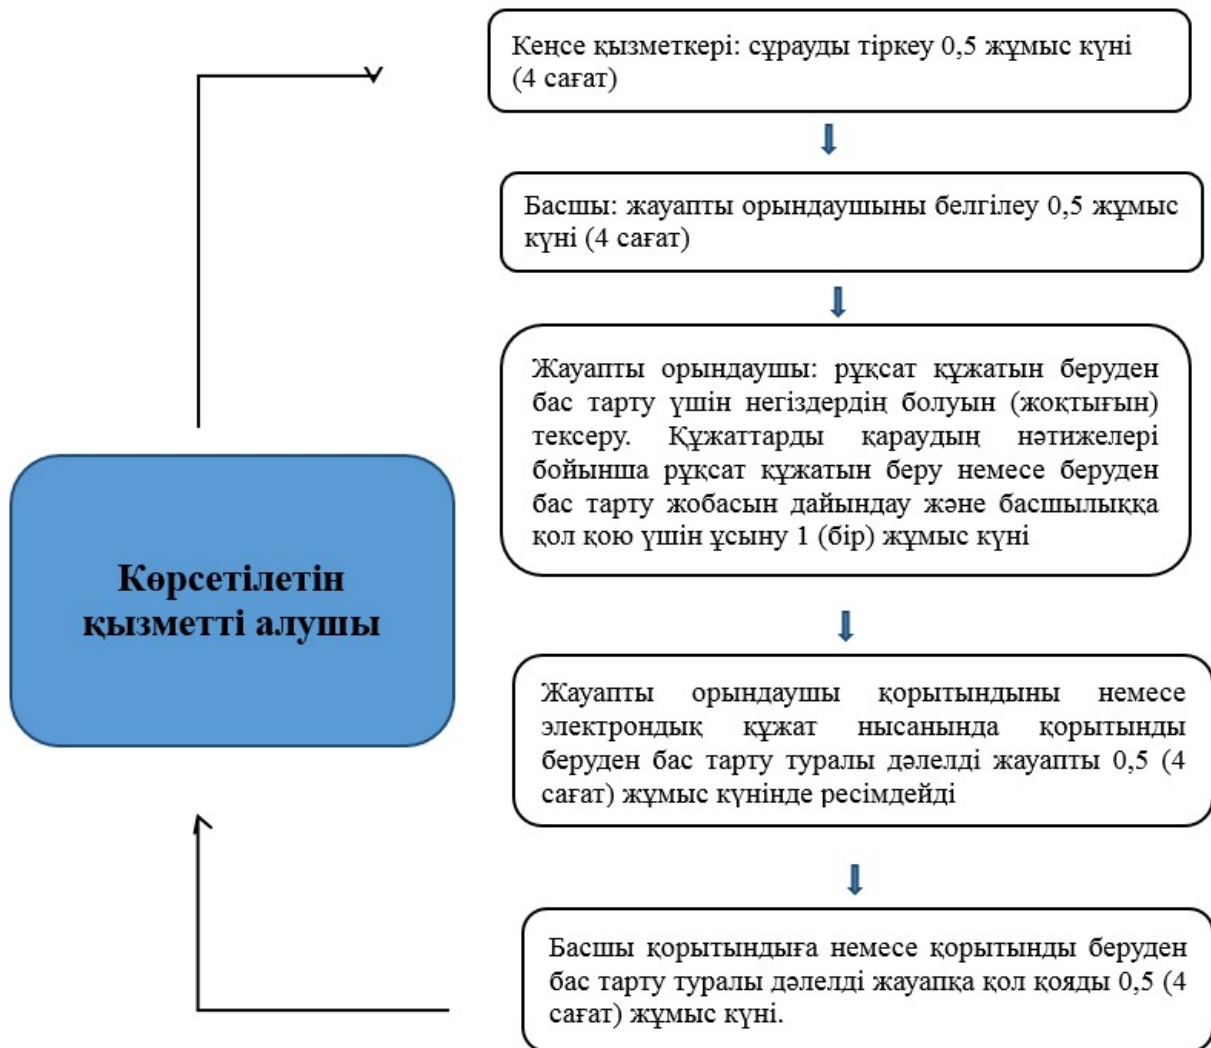 Кеңсе қызметкері: сұрауды тіркеу 0,5 жұмыс күні
(4 сағат)
Басшы: жауапты орындаушыны белгілеу 0,5 жұмыс
күні (4 сағат)
Жауапты орындаушы: рұқсат құжатын беруден
бас тарту үшін негіздердің болуын (жоқтығын)
тексеру. Құжаттарды қараудың нәтижелері
бойынша рұқсат құжатын беру немесе беруден
бас тарту жобасын дайындау және басшылыққа
қол қою үшін ұсыну 1 (бір) жұмыс күні
Көрсетілетін
қызметті алушы
Жауапты орындаушы қорытындыны немесе
электрондық құжат нысанында қорытынды
беруден бас тарту туралы дәлелді жауапты 0,5 (4
сағат) жұмыс күнінде ресімдейді
Басшы қорытындыға немесе қорытынды беруден
бас тарту туралы дәлелді жауапқа қол қояды 0,5 (4
сағат) жұмыс күні.